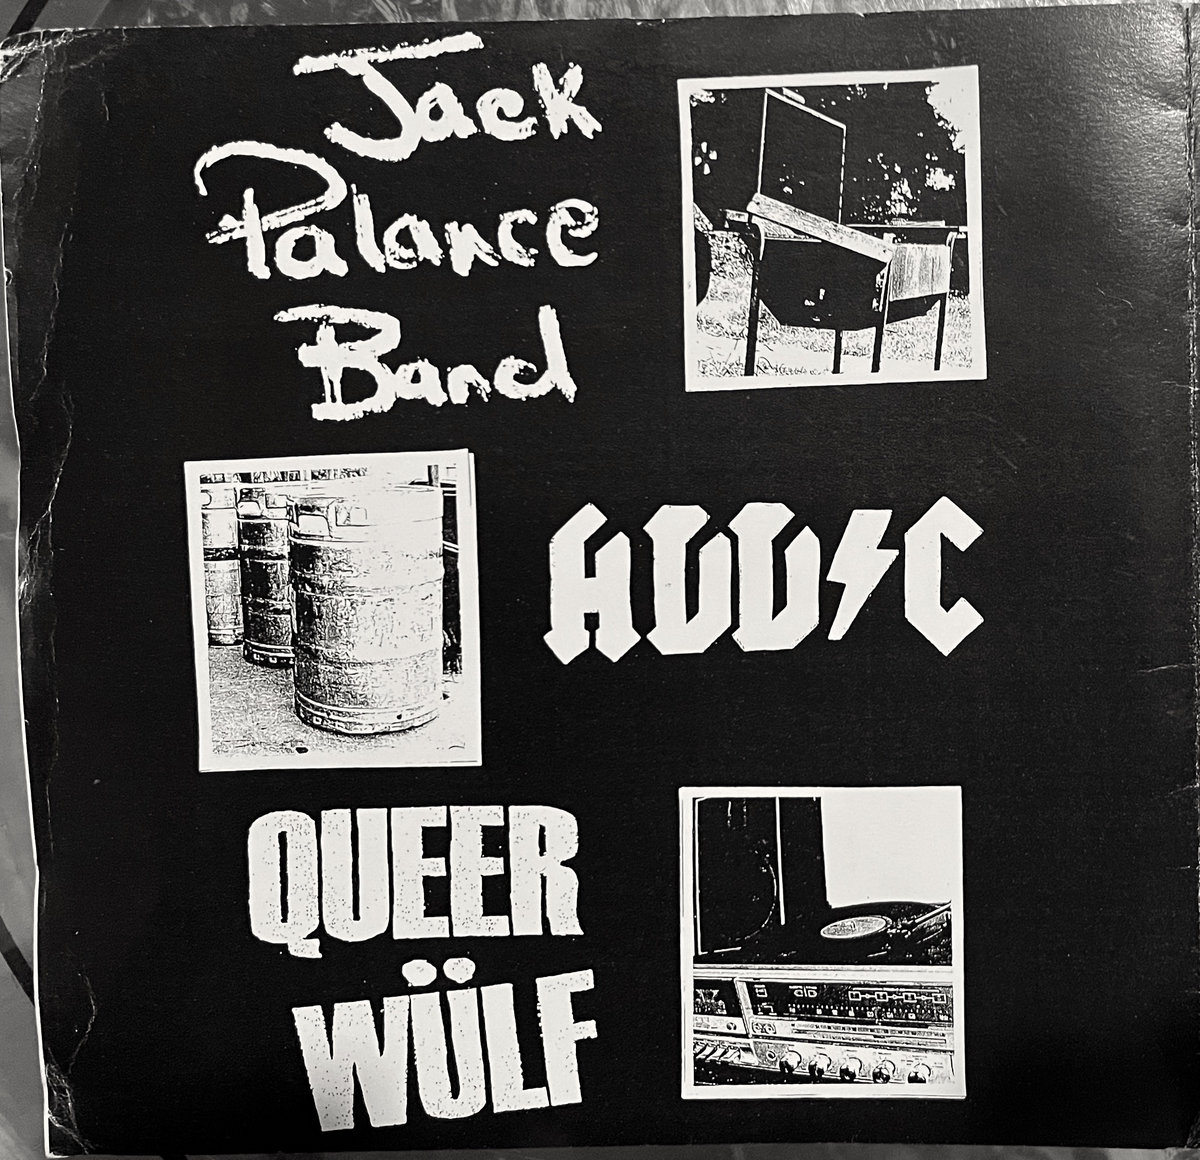 Jack
Palance
Band
ADD/C
QUEER
WÜLF